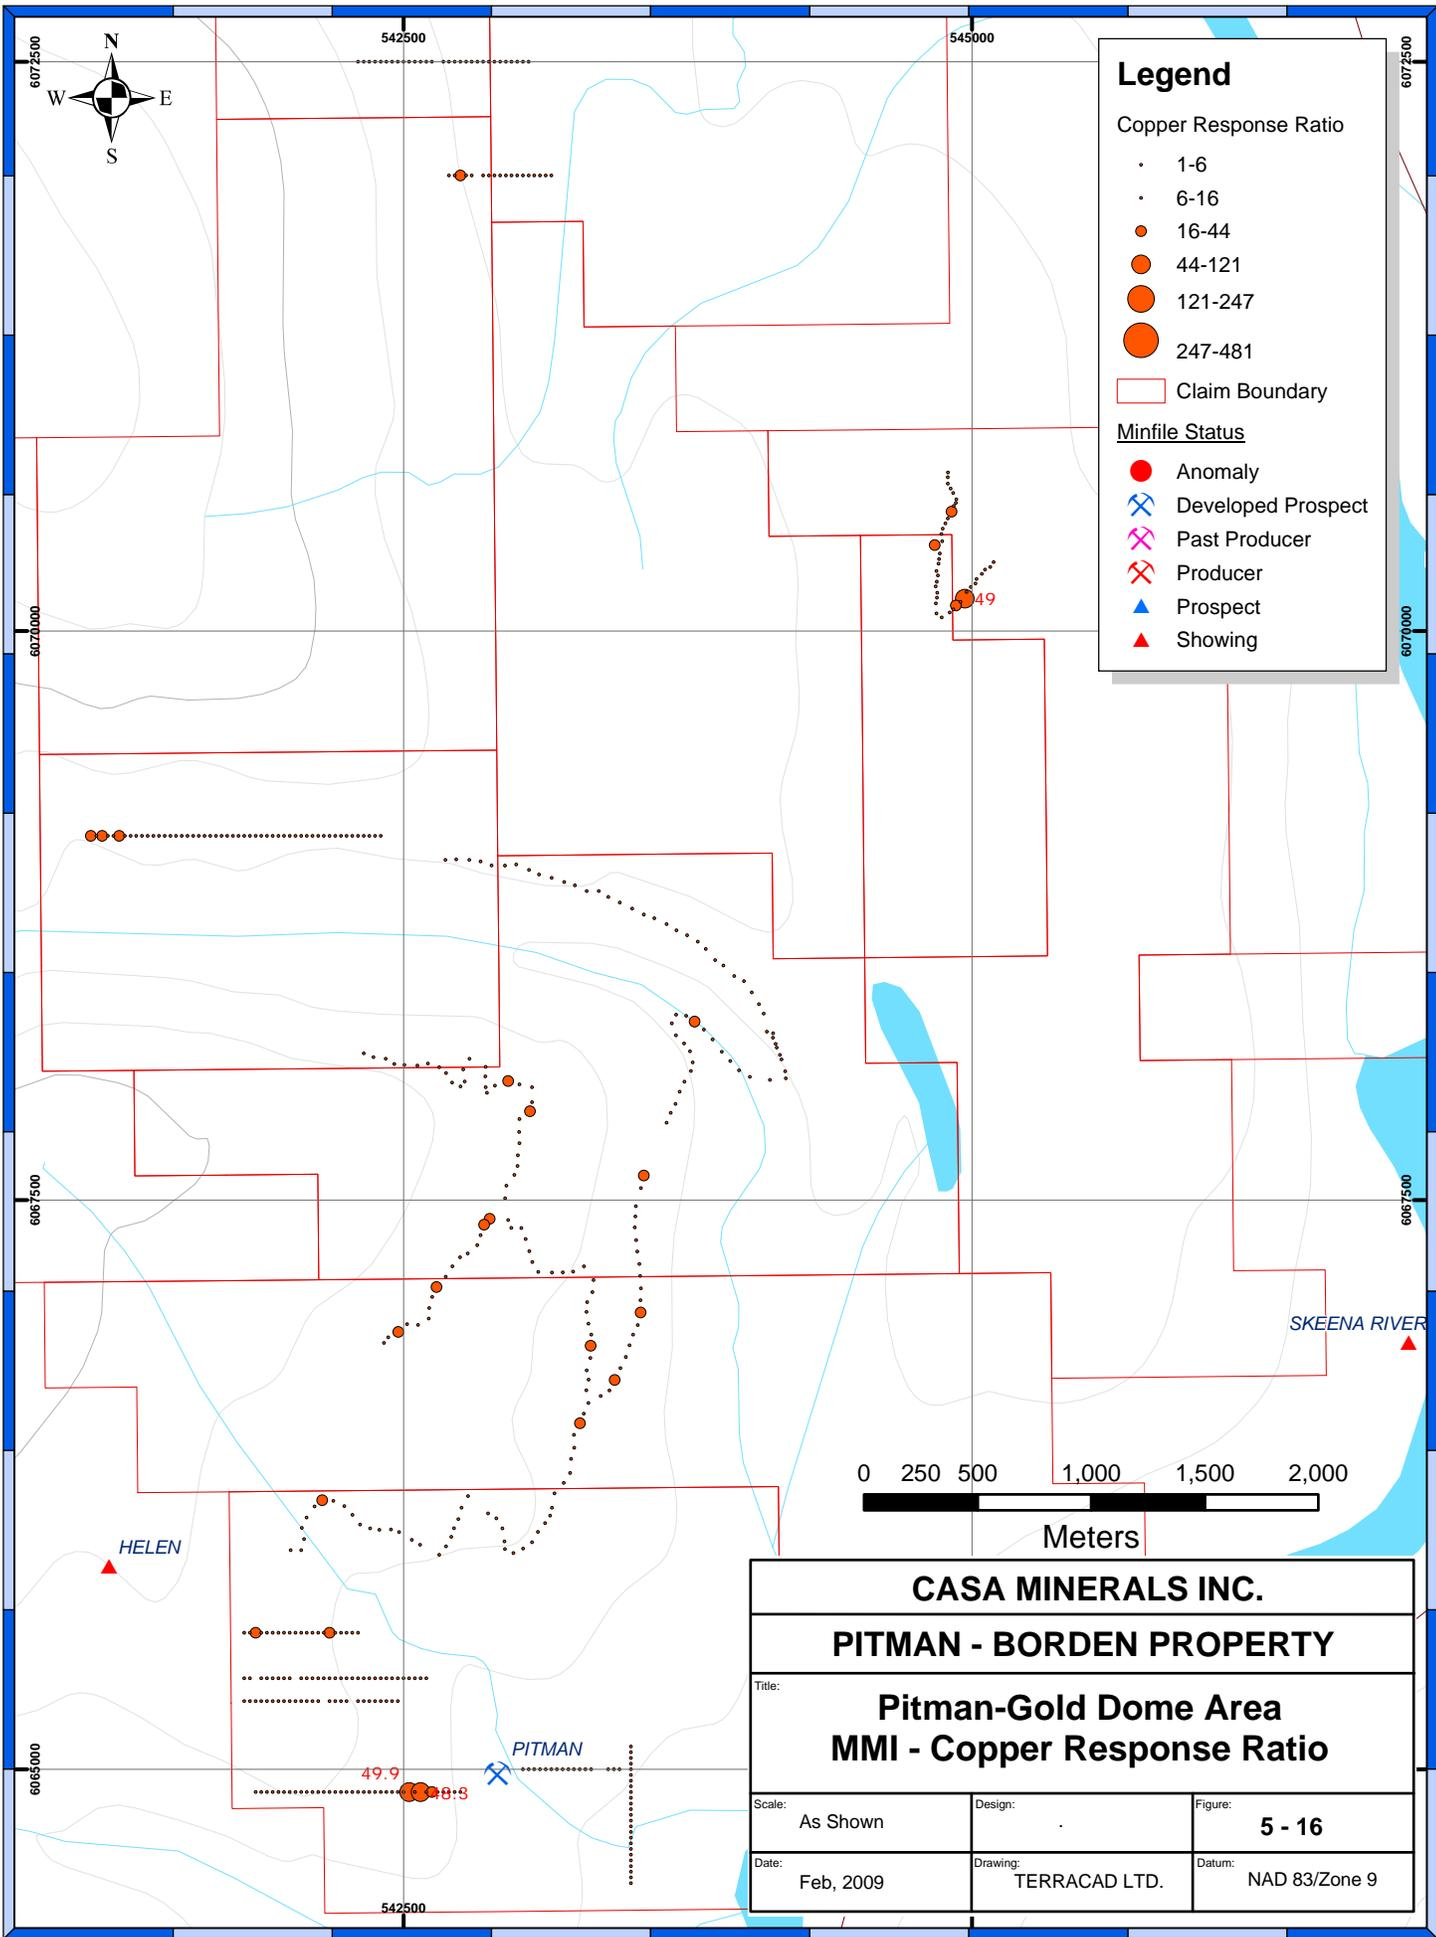 542500
545000
6072500
6072500
N
W
E
S
Legend
Copper Response Ratio
1-6
6-16
16-44
44-121
121-247
247-481
Claim Boundary
Minfile Status
Anomaly
Developed Prospect
Past Producer
Producer
Prospect
Showing
49
6070000
6070000
6067500
6067500
SKEENA RIVER
0 250 500 1,000 1,500 2,000
Meters
HELEN
PITMAN
49.9
48.3
6065000
542500
CASA MINERALS INC.
PITMAN - BORDEN PROPERTY
Title:
Pitman-Gold Dome Area
MMI - Copper Response Ratio
Scale:
As Shown
Design:
.
Figure:
5 - 16
Date:
Feb, 2009
Drawing:
TERRACAD LTD.
Datum:
NAD 83/Zone 9